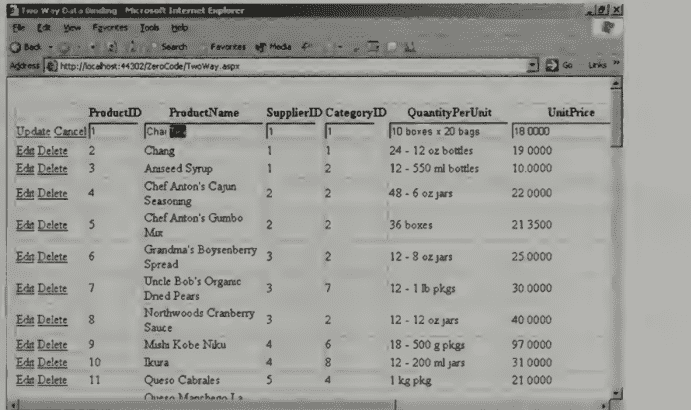 Two Way Data Binding - Microsoft Internet Explorer
File Edit View Favorites Tools Help
Back Search Favorites Media
Address http://localhost:44302/ZeroCode/TwoWay.aspx Go Links »
ProductID ProductName SupplierID CategoryID QuantityPerUnit UnitPrice
Update Cancel 1 Chai 1 1 10 boxes x 20 bags 18.0000
Edit Delete 2 Chang 1 1 24 - 12 oz bottles 19.0000
Edit Delete 3 Aniseed Syrup 1 2 12 - 550 ml bottles 10.0000
Edit Delete 4 Chef Anton's Cajun Seasoning 2 2 48 - 6 oz jars 22.0000
Edit Delete 5 Chef Anton's Gumbo Mix 2 2 36 boxes 21.3500
Edit Delete 6 Grandma's Boysenberry Spread 3 2 12 - 8 oz jars 25.0000
Edit Delete 7 Uncle Bob's Organic Dried Pears 3 7 12 - 1 lb pkgs 30.0000
Edit Delete 8 Northwoods Cranberry Sauce 3 2 12 - 12 oz jars 40.0000
Edit Delete 9 Mishi Kobe Niku 4 6 18 - 500 g pkgs 97.0000
Edit Delete 10 Ikura 4 8 12 - 200 ml jars 31.0000
Edit Delete 11 Queso Cabrales 5 4 1 kg pkg 21.0000
Queso Manchego La